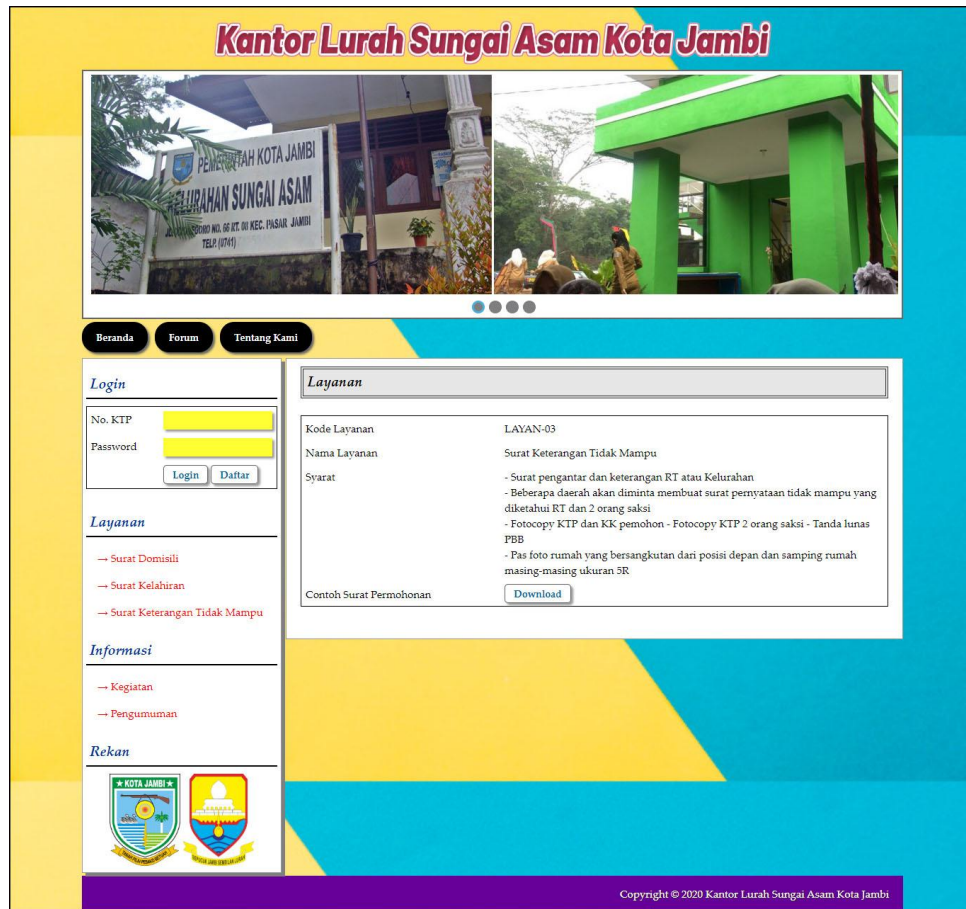 Kantor Lurah Sungai Asam Kota Jambi
PEMERINTAH KOTA JAMBI
KELURAHAN SUNGAI ASAM
NO. 66 RT. 08 KEC. PASAR JAMBI
TELP. (0741)
Beranda
Forum
Tentang Kami
Login
No. KTP
Password
Login
Daftar
Layanan
→ Surat Domisili
→ Surat Kelahiran
→ Surat Keterangan Tidak Mampu
Informasi
→ Kegiatan
→ Pengumuman
Rekan
KOTA JAMBI
Layanan
Kode Layanan LAYAN-03
Nama Layanan Surat Keterangan Tidak Mampu
Syarat - Surat pengantar dan keterangan RT atau Kelurahan
- Beberapa daerah akan diminta membuat surat pernyataan tidak mampu yang
diketahui RT dan 2 orang saksi
- Fotocopy KTP dan KK pemohon - Fotocopy KTP 2 orang saksi - Tanda lunas
PBB
- Pas foto rumah yang bersangkutan dari posisi depan dan samping rumah
masing-masing ukuran 5R
Contoh Surat Permohonan Download
Copyright © 2020 Kantor Lurah Sungai Asam Kota Jambi